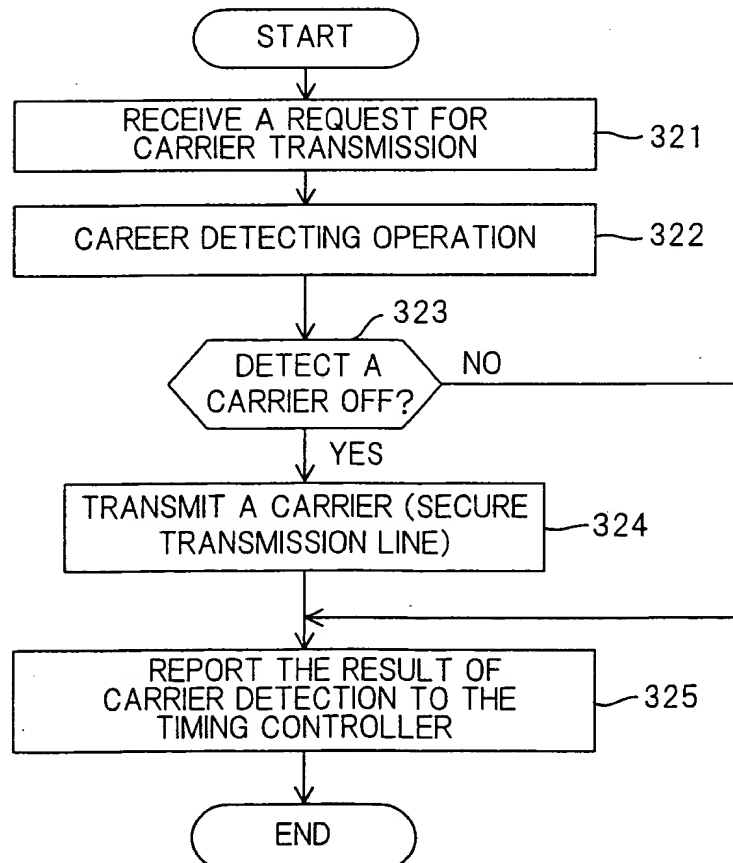 START
RECEIVE A REQUEST FOR
CARRIER TRANSMISSION
321
CAREER DETECTING OPERATION
322
323
DETECT A
CARRIER OFF?
NO
YES
TRANSMIT A CARRIER (SECURE
TRANSMISSION LINE)
324
REPORT THE RESULT OF
CARRIER DETECTION TO THE
TIMING CONTROLLER
325
END